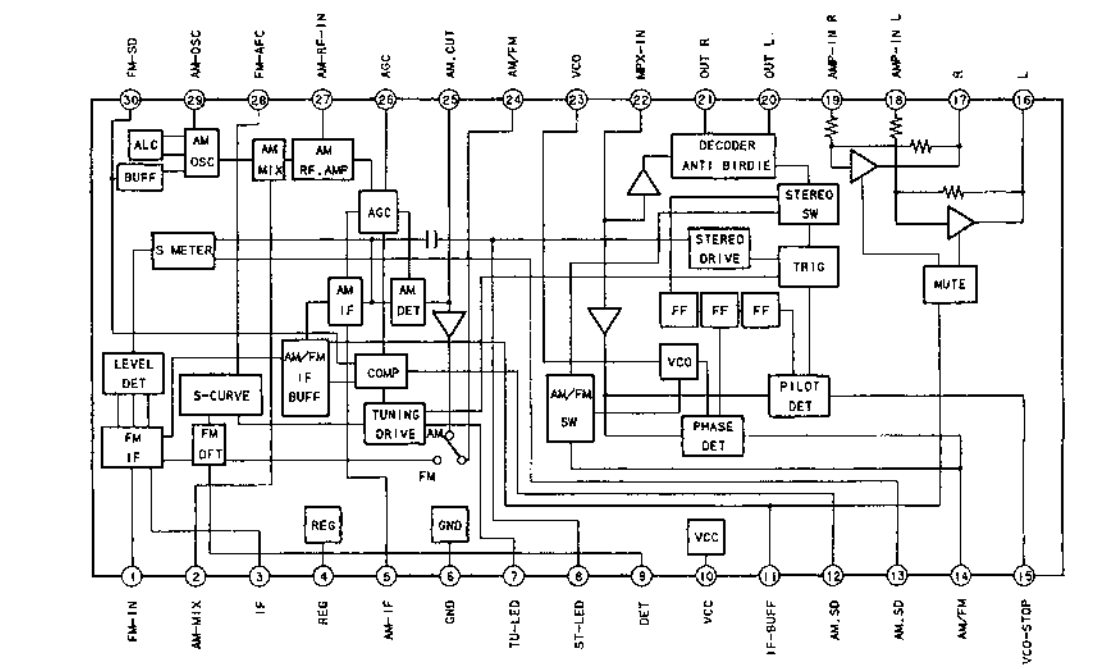 FM-SD
AM-OSC
FM-AFC
AM-RF-IN
AGC
AM.CUT
AM/FM
VCO
MPX-IN
OUT R
OUT L.
AMP-IN R
AMP-IN L
R
L
30 29 28 27 26 25 24 23 22 21 20 19 18 17 16
ALC
BUFF
AM
OSC
AM
MIX
AM
RF.AMP
DECODER
ANTI BIRDIE
AGC
STEREO
SW
S METER
STEREO
DRIVE
TRIG
MUTE
AM
IF
AM
DET
FF
FF
FF
LEVEL
DET
AM/FM
IF
BUFF
COMP
VCO
S-CURVE
AM/FM
SW
PILOT
DET
TUNING
DRIVE
AM
FM
FM
IF
FM
DET
PHASE
DET
REG
GND
VCC
1 2 3 4 5 6 7 8 9 10 11 12 13 14 15
FM-IN
AM-MIX
IF
REG
AM-IF
GND
TU-LED
ST-LED
DET
VCC
IF-BUFF
AM.SD
AM.SD
AM/FM
VCO-STOP